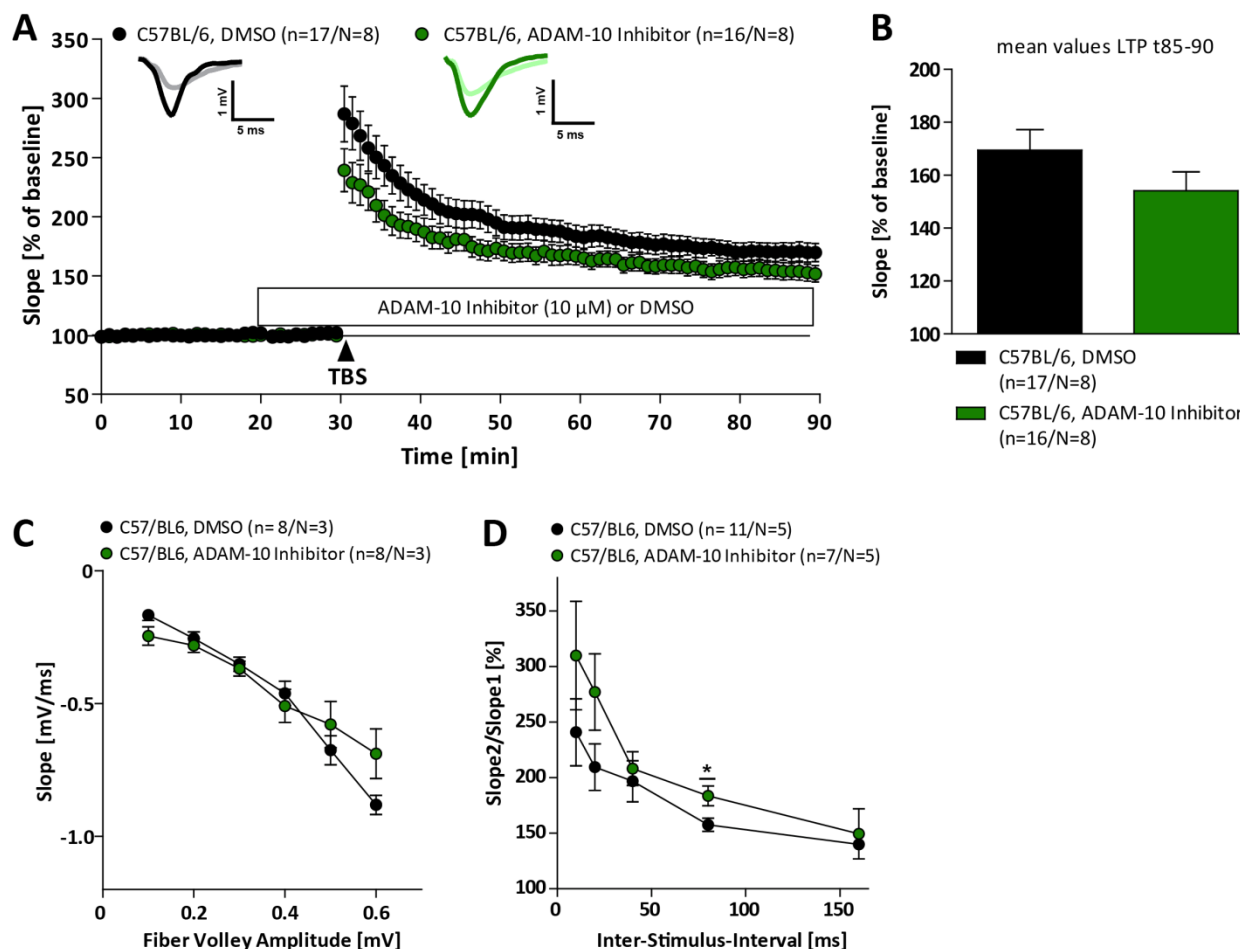 A
C57BL/6, DMSO (n=17/N=8)
C57BL/6, ADAM-10 Inhibitor (n=16/N=8)
1 mV
5 ms
1 mV
5 ms
350
300
250
200
150
100
50
Slope [% of baseline]
ADAM-10 Inhibitor (10 µM) or DMSO
TBS
0 10 20 30 40 50 60 70 80 90
Time [min]
B
mean values LTP t85-90
200
180
160
140
120
100
Slope [% of baseline]
C57BL/6, DMSO
(n=17/N=8)
C57BL/6, ADAM-10 Inhibitor
(n=16/N=8)
C
C57/BL6, DMSO (n= 8/N=3)
C57/BL6, ADAM-10 Inhibitor (n=8/N=3)
0
-0.5
-1.0
Slope [mV/ms]
0 0.2 0.4 0.6
Fiber Volley Amplitude [mV]
D
C57/BL6, DMSO (n= 11/N=5)
C57/BL6, ADAM-10 Inhibitor (n=7/N=5)
350
300
250
200
150
100
Slope2/Slope1 [%]
*
0 50 100 150
Inter-Stimulus-Interval [ms]